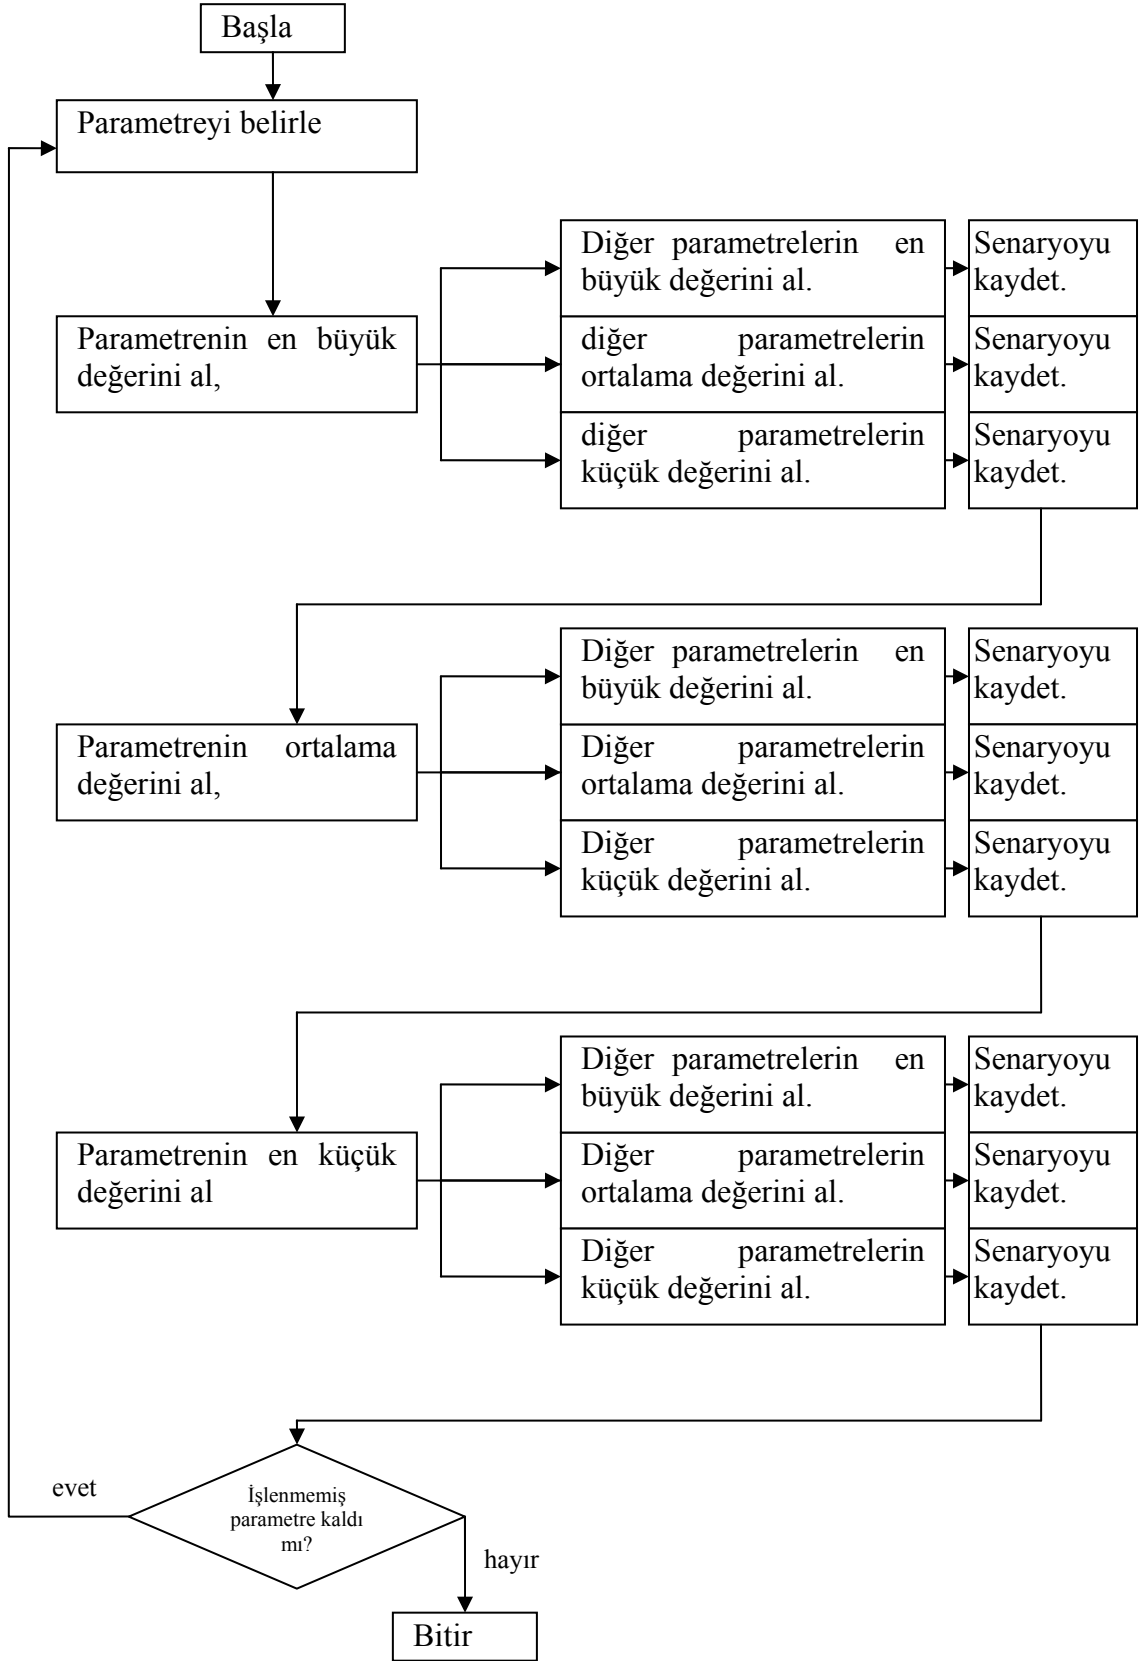 Başla
Parametreyi belirle
Diğer parametrelerin en
büyük değerini al.
Senaryoyu
kaydet.
Parametrenin en büyük
değerini al,
diğer parametrelerin
ortalama değerini al.
Senaryoyu
kaydet.
diğer parametrelerin
küçük değerini al.
Senaryoyu
kaydet.
Diğer parametrelerin en
büyük değerini al.
Senaryoyu
kaydet.
Parametrenin ortalama
değerini al,
Diğer parametrelerin
ortalama değerini al.
Senaryoyu
kaydet.
Diğer parametrelerin
küçük değerini al.
Senaryoyu
kaydet.
Diğer parametrelerin en
büyük değerini al.
Senaryoyu
kaydet.
Parametrenin en küçük
değerini al
Diğer parametrelerin
ortalama değerini al.
Senaryoyu
kaydet.
Diğer parametrelerin
küçük değerini al.
Senaryoyu
kaydet.
evet
İşlenmemiş
parametre kaldı
mı?
hayır
Bitir